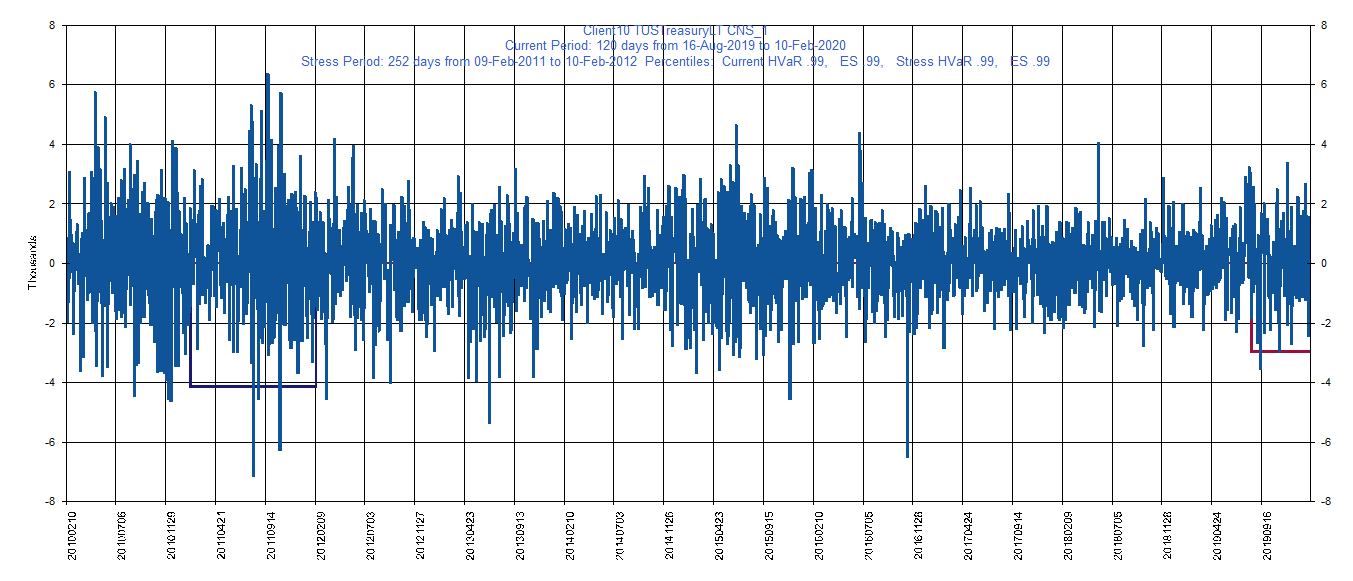 Client10 TUSTreasuryLT CNS_1
Current Period: 120 days from 16-Aug-2019 to 10-Feb-2020
Stress Period: 252 days from 09-Feb-2011 to 10-Feb-2012 Percentiles: Current HVaR .99, ES .99, Stress HVaR .99, ES .99
8 8
6 6
4 4
2 2
0 0
-2 -2
-4 -4
-6 -6
-8 -8
Thousands
20100210 20100706 20101129 20110421 20110914 20120209 20120703 20121127 20130423 20130913 20140210 20140703 20141126 20150423 20150915 20160210 20160705 20161128 20170424 20170914 20180209 20180705 20181128 20190424 20190916